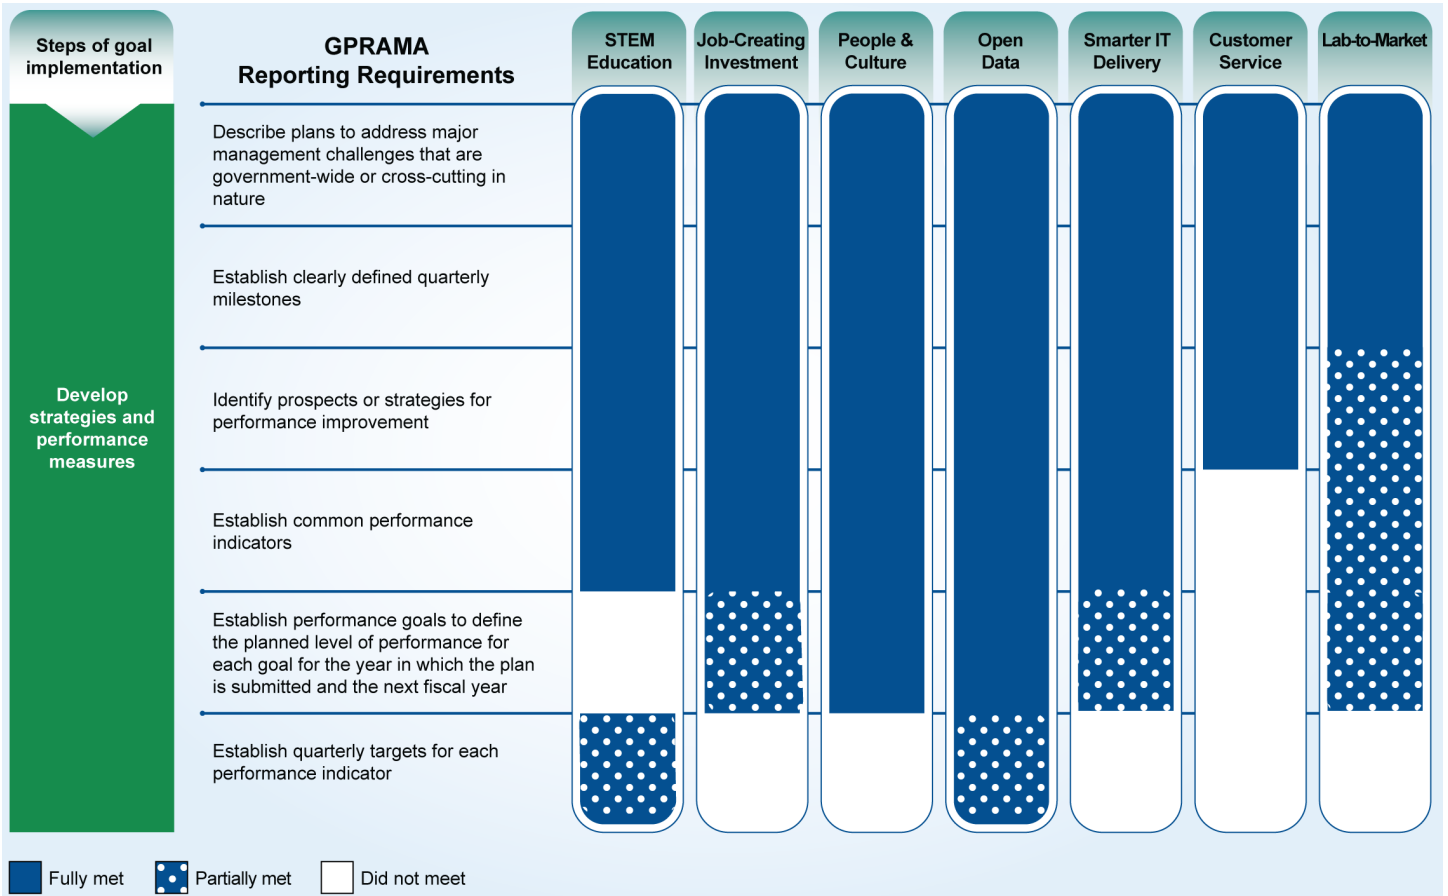 Steps of goal
implementation
GPRAMA
Reporting Requirements
STEM
Education
Job-Creating
Investment
People &
Culture
Open
Data
Smarter IT
Delivery
Customer
Service
Lab-to-Market
Develop
strategies and
performance
measures
Describe plans to address major
management challenges that are
government-wide or cross-cutting in
nature
Establish clearly defined quarterly
milestones
Identify prospects or strategies for
performance improvement
Establish common performance
indicators
Establish performance goals to define
the planned level of performance for
each goal for the year in which the plan
is submitted and the next fiscal year
Establish quarterly targets for each
performance indicator
Fully met
Partially met
Did not meet